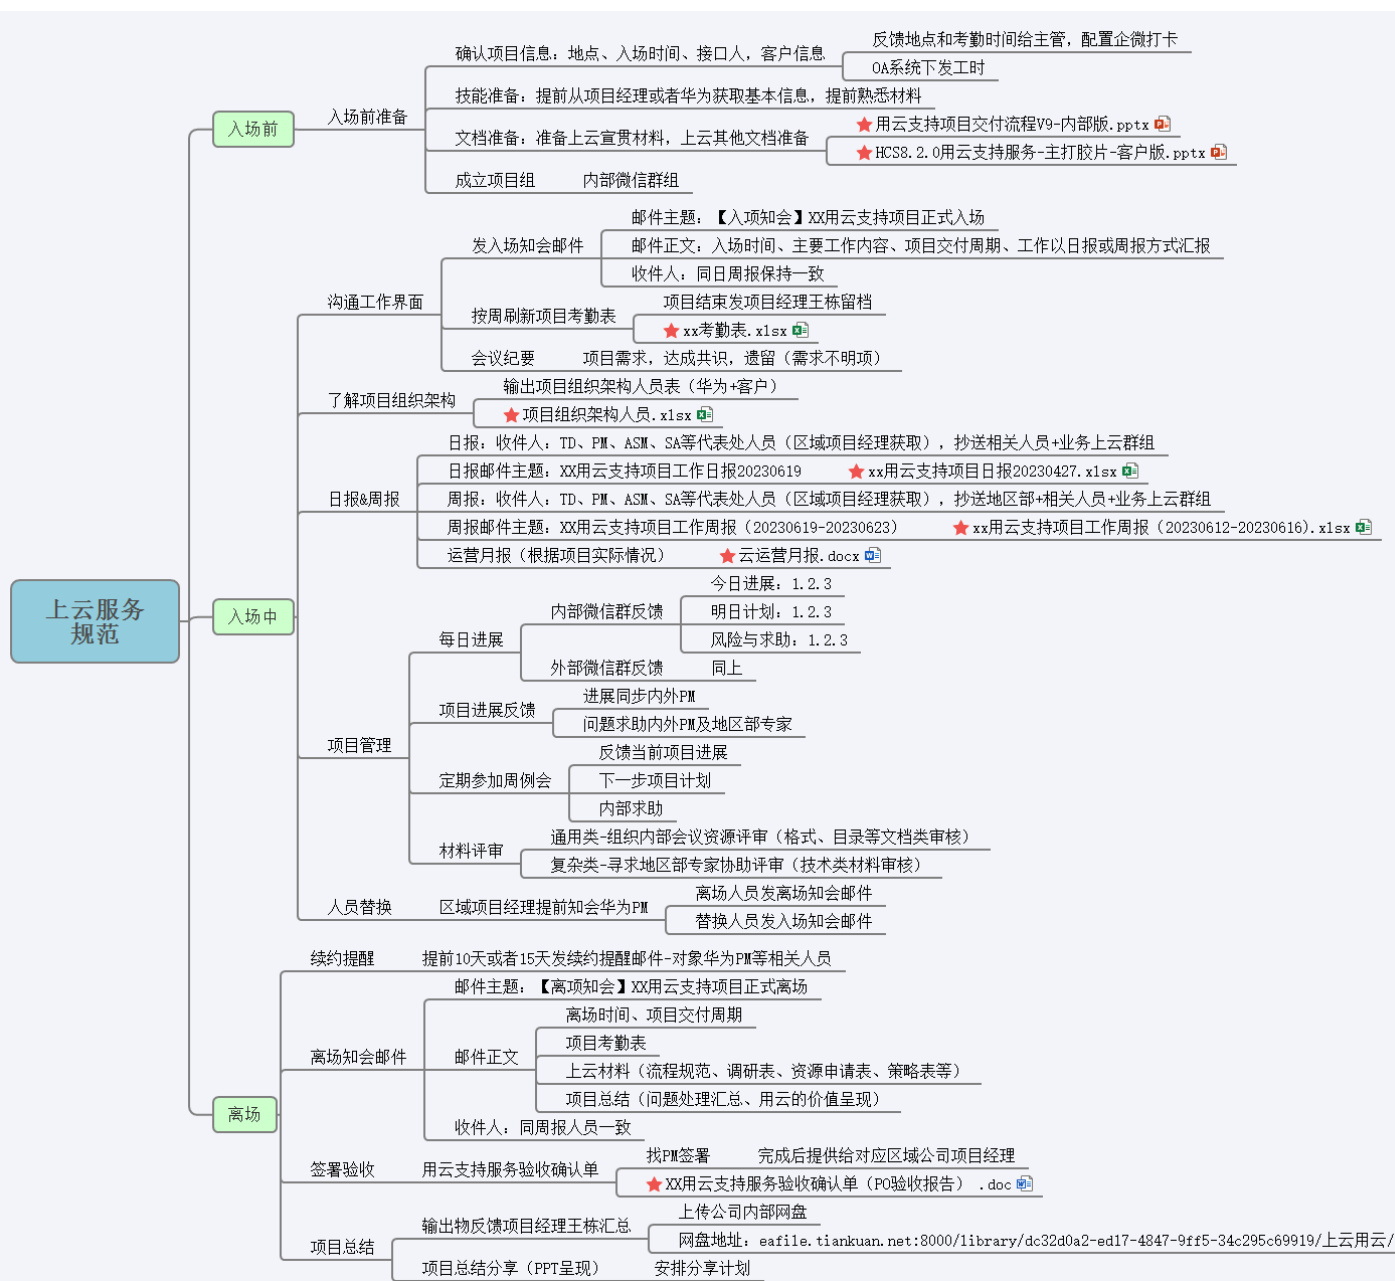 上云服务
规范
入场前
入场前准备
确认项目信息：地点、入场时间、接口人，客户信息
反馈地点和考勤时间给主管，配置企微打卡
OA系统下发工时
技能准备：提前从项目经理或者华为获取基本信息，提前熟悉材料
文档准备：准备上云宣贯材料，上云其他文档准备
用云支持项目交付流程V9-内部版.pptx
HCS8.2.0用云支持服务-主打胶片-客户版.pptx
成立项目组
内部微信群组
入场中
沟通工作界面
发入场知会邮件
邮件主题：【入项知会】XX用云支持项目正式入场
邮件正文：入场时间、主要工作内容、项目交付周期、工作以日报或周报方式汇报
收件人：同日周报保持一致
按周刷新项目考勤表
项目结束发项目经理王栋留档
xx考勤表.xlsx
会议纪要
项目需求，达成共识，遗留（需求不明项）
了解项目组织架构
输出项目组织架构人员表（华为+客户）
项目组织架构人员.xlsx
日报&周报
日报：收件人：TD、PM、ASM、SA等代表处人员（区域项目经理获取），抄送相关人员+业务上云群组
日报邮件主题：XX用云支持项目工作日报20230619
xx用云支持项目日报20230427.xlsx
周报：收件人：TD、PM、ASM、SA等代表处人员（区域项目经理获取），抄送地区部+相关人员+业务上云群组
周报邮件主题：XX用云支持项目工作周报（20230619-20230623）
xx用云支持项目工作周报（20230612-20230616).xlsx
运营月报（根据项目实际情况）
云运营月报.docx
项目管理
每日进展
内部微信群反馈
今日进展：1.2.3
明日计划：1.2.3
风险与求助：1.2.3
外部微信群反馈
同上
项目进展反馈
进展同步内外PM
问题求助内外PM及地区部专家
定期参加周例会
反馈当前项目进展
下一步项目计划
内部求助
材料评审
通用类-组织内部会议资源评审（格式、目录等文档类审核）
复杂类-寻求地区部专家协助评审（技术类材料审核）
人员替换
区域项目经理提前知会华为PM
离场人员发离场知会邮件
替换人员发入场知会邮件
离场
续约提醒
提前10天或者15天发续约提醒邮件-对象华为PM等相关人员
离场知会邮件
邮件主题：【离项知会】XX用云支持项目正式离场
邮件正文
离场时间、项目交付周期
项目考勤表
上云材料（流程规范、调研表、资源申请表、策略表等）
项目总结（问题处理汇总、用云的价值呈现）
收件人：同周报人员一致
签署验收
用云支持服务验收确认单
找PM签署
完成后提供给对应区域公司项目经理
XX用云支持服务验收确认单（PO验收报告） .doc
项目总结
输出物反馈项目经理王栋汇总
上传公司内部网盘
网盘地址：eafile.tiankuan.net:8000/library/dc32d0a2-ed17-4847-9ff5-34c295c69919/上云用云/
项目总结分享（PPT呈现）
安排分享计划